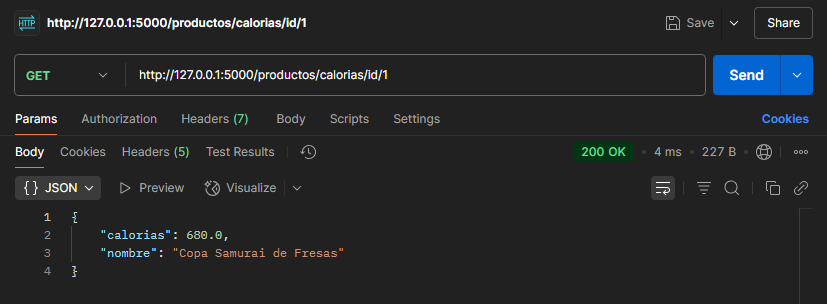 HTTP http://127.0.0.1:5000/productos/calorias/id/1 Save Share
GET http://127.0.0.1:5000/productos/calorias/id/1 Send
Params Authorization Headers (7) Body Scripts Settings Cookies
Body Cookies Headers (5) Test Results 200 OK 4 ms 227 B
{} JSON Preview Visualize
1 {
2 "calorias": 680.0,
3 "nombre": "Copa Samurai de Fresas"
4 }